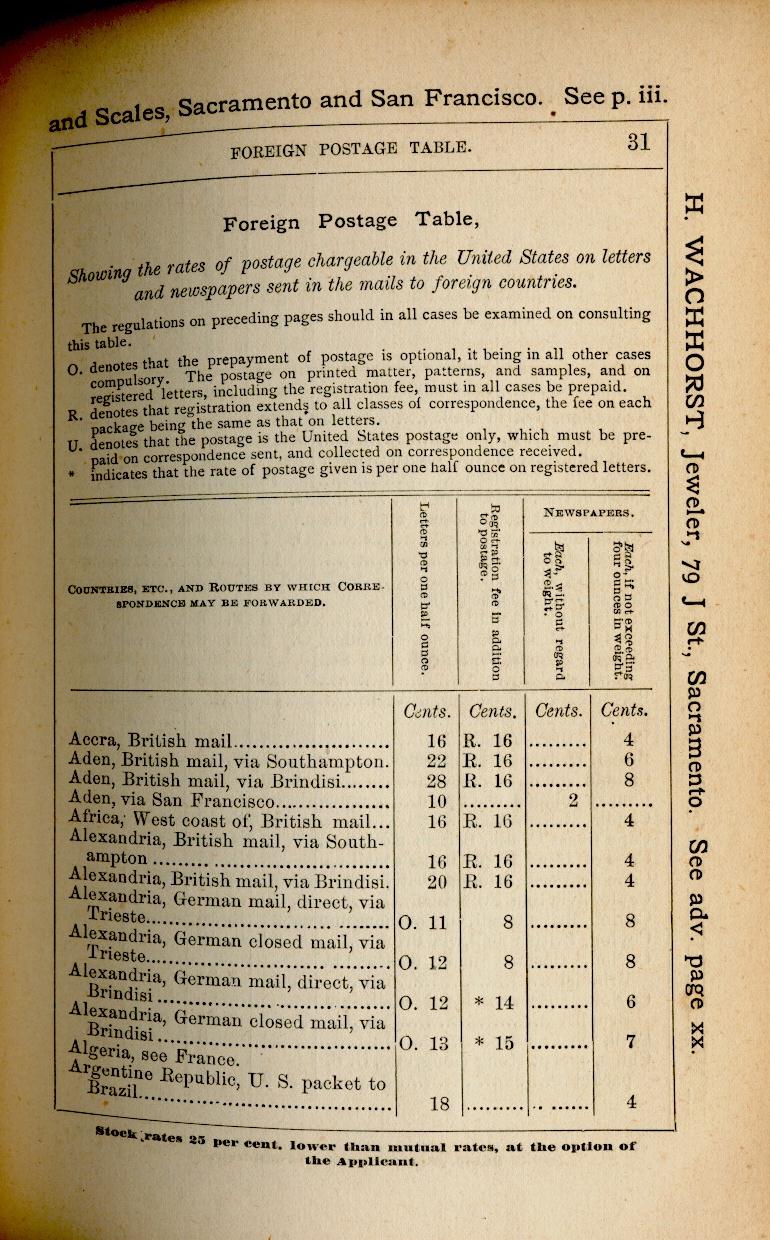 and Scales, Sacramento and San Francisco. See p. iii.
FOREIGN POSTAGE TABLE. 31
Foreign Postage Table,
Showing the rates of postage chargeable in the United States on letters
and newspapers sent in the mails to foreign countries.
The regulations on preceding pages should in all cases be examined on consulting
this table.
O. denotes that the prepayment of postage is optional, it being in all other cases
compulsory. The postage on printed matter, patterns, and samples, and on
registered letters, including the registration fee, must in all cases be prepaid.
R. denotes that registration extends to all classes of correspondence, the fee on each
package being the same as that on letters.
U. denotes that the postage is the United States postage only, which must be pre-
paid on correspondence sent, and collected on correspondence received.
* indicates that the rate of postage given is per one half ounce on registered letters.
COUNTRIES, ETC., AND ROUTES BY WHICH CORRE-
SPONDENCE MAY BE FORWARDED.
Letters per one half ounce.
Registration fee in addition
to postage.
NEWSPAPERS.
Each, without regard
to weight.
Each, if not exceeding
four ounces in weight.
Cents. Cents. Cents. Cents.
Accra, British mail........................ 16 R. 16 ......... 4
Aden, British mail, via Southampton. 22 R. 16 ......... 6
Aden, British mail, via Brindisi........ 28 R. 16 ......... 8
Aden, via San Francisco.................. 10 ......... 2 .........
Africa, West coast of, British mail... 16 R. 16 ......... 4
Alexandria, British mail, via South-
ampton ................................... 16 R. 16 ......... 4
Alexandria, British mail, via Brindisi. 20 R. 16 ......... 4
Alexandria, German mail, direct, via
Trieste.................................... O. 11 8 ......... 8
Alexandria, German closed mail, via
Trieste.................................... O. 12 8 ......... 8
Alexandria, German mail, direct, via
Brindisi ................................... O. 12 * 14 ......... 6
Alexandria, German closed mail, via
Brindisi ................................... O. 13 * 15 ......... 7
Algeria, see France.
Argentine Republic, U. S. packet to
Brazil...................................... 18 ......... ......... 4
Stock rates 25 per cent. lower than mutual rates, at the option of
the Applicant.
H. WACHHORST, Jeweler, 79 J St., Sacramento. See adv. page xx.